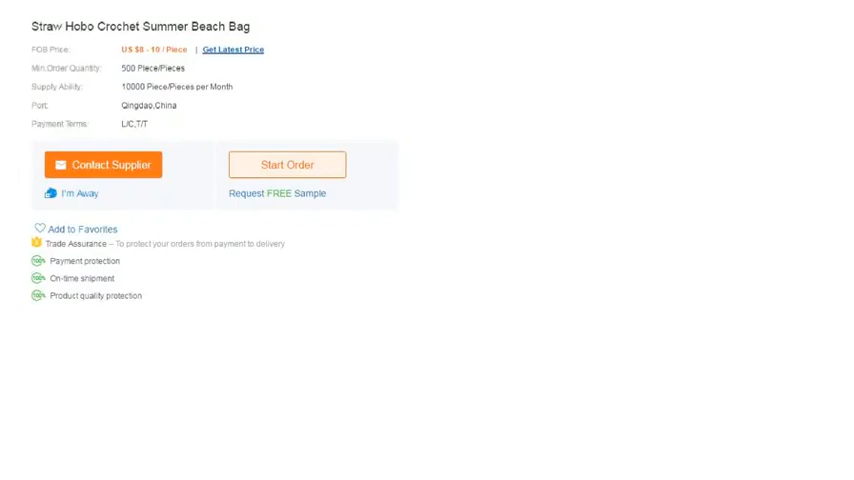 Straw Hobo Crochet Summer Beach Bag
FOB Price: US $8 - 10 / Piece | Get Latest Price
Min.Order Quantity: 500 Piece/Pieces
Supply Ability: 10000 Piece/Pieces per Month
Port: Qingdao,China
Payment Terms: L/C,T/T
Contact Supplier Start Order
I'm Away Request FREE Sample
Add to Favorites
Trade Assurance – To protect your orders from payment to delivery
100% Payment protection
100% On-time shipment
100% Product quality protection